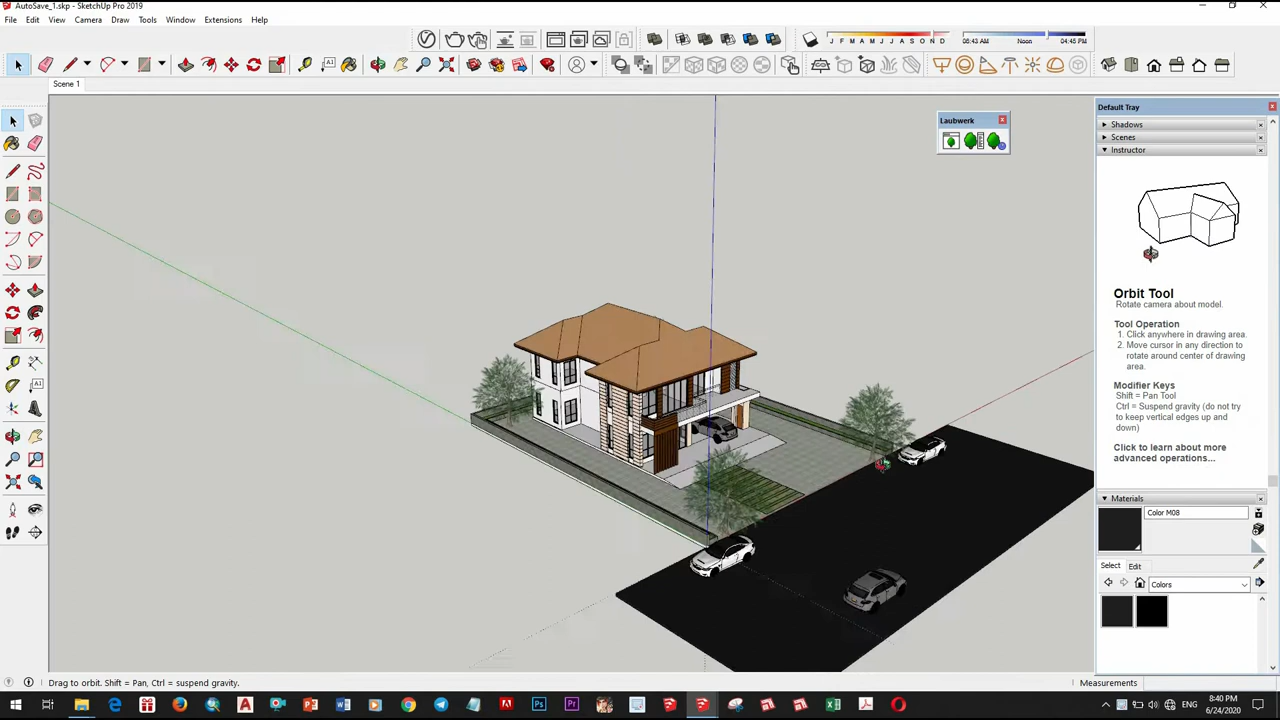 AutoSave_1.skp - SketchUp Pro 2019
File Edit View Camera Draw Tools Window Extensions Help
J F M A M J J A S O N D
06:43 AM Noon 04:45 PM
Scene 1
Default Tray
Laubwerk
Shadows
Scenes
Instructor
Orbit Tool
Rotate camera about model.
Tool Operation
1. Click anywhere in drawing area.
2. Move cursor in any direction to
rotate around center of drawing
area.
Modifier Keys
Shift = Pan Tool
Ctrl = Suspend gravity (do not try
to keep vertical edges up and
down)
Click to learn about more
advanced operations...
Materials
Color M08
Select Edit
Colors
Drag to orbit. Shift = Pan, Ctrl = suspend gravity.
Measurements
ENG
8:40 PM
6/24/2020